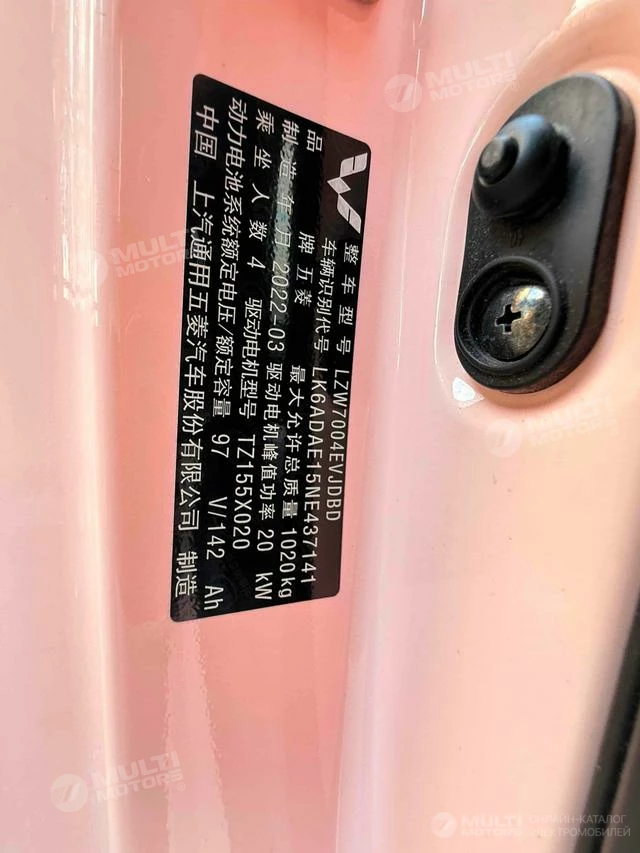 整车型号 LZW7004EVJDBD
车辆识别代号 LK6ADAE15NE437141
品牌 五菱 最大允许总质量 1020kg
制造年月 2022-03 驱动电机峰值功率 20 kW
乘坐人数 4 驱动电机型号 TZ155X020
动力电池系统额定电压/额定容量 97 V/142 Ah
中国 上汽通用五菱汽车股份有限公司 制造
MULTI
MOTORS
MULTI
MOTORS
MULTI
MOTORS
MULTI
MOTORS
MULTI
MOTORS
ОНЛАЙН-КАТАЛОГ
ЭЛЕКТРОМОБИЛЕЙ